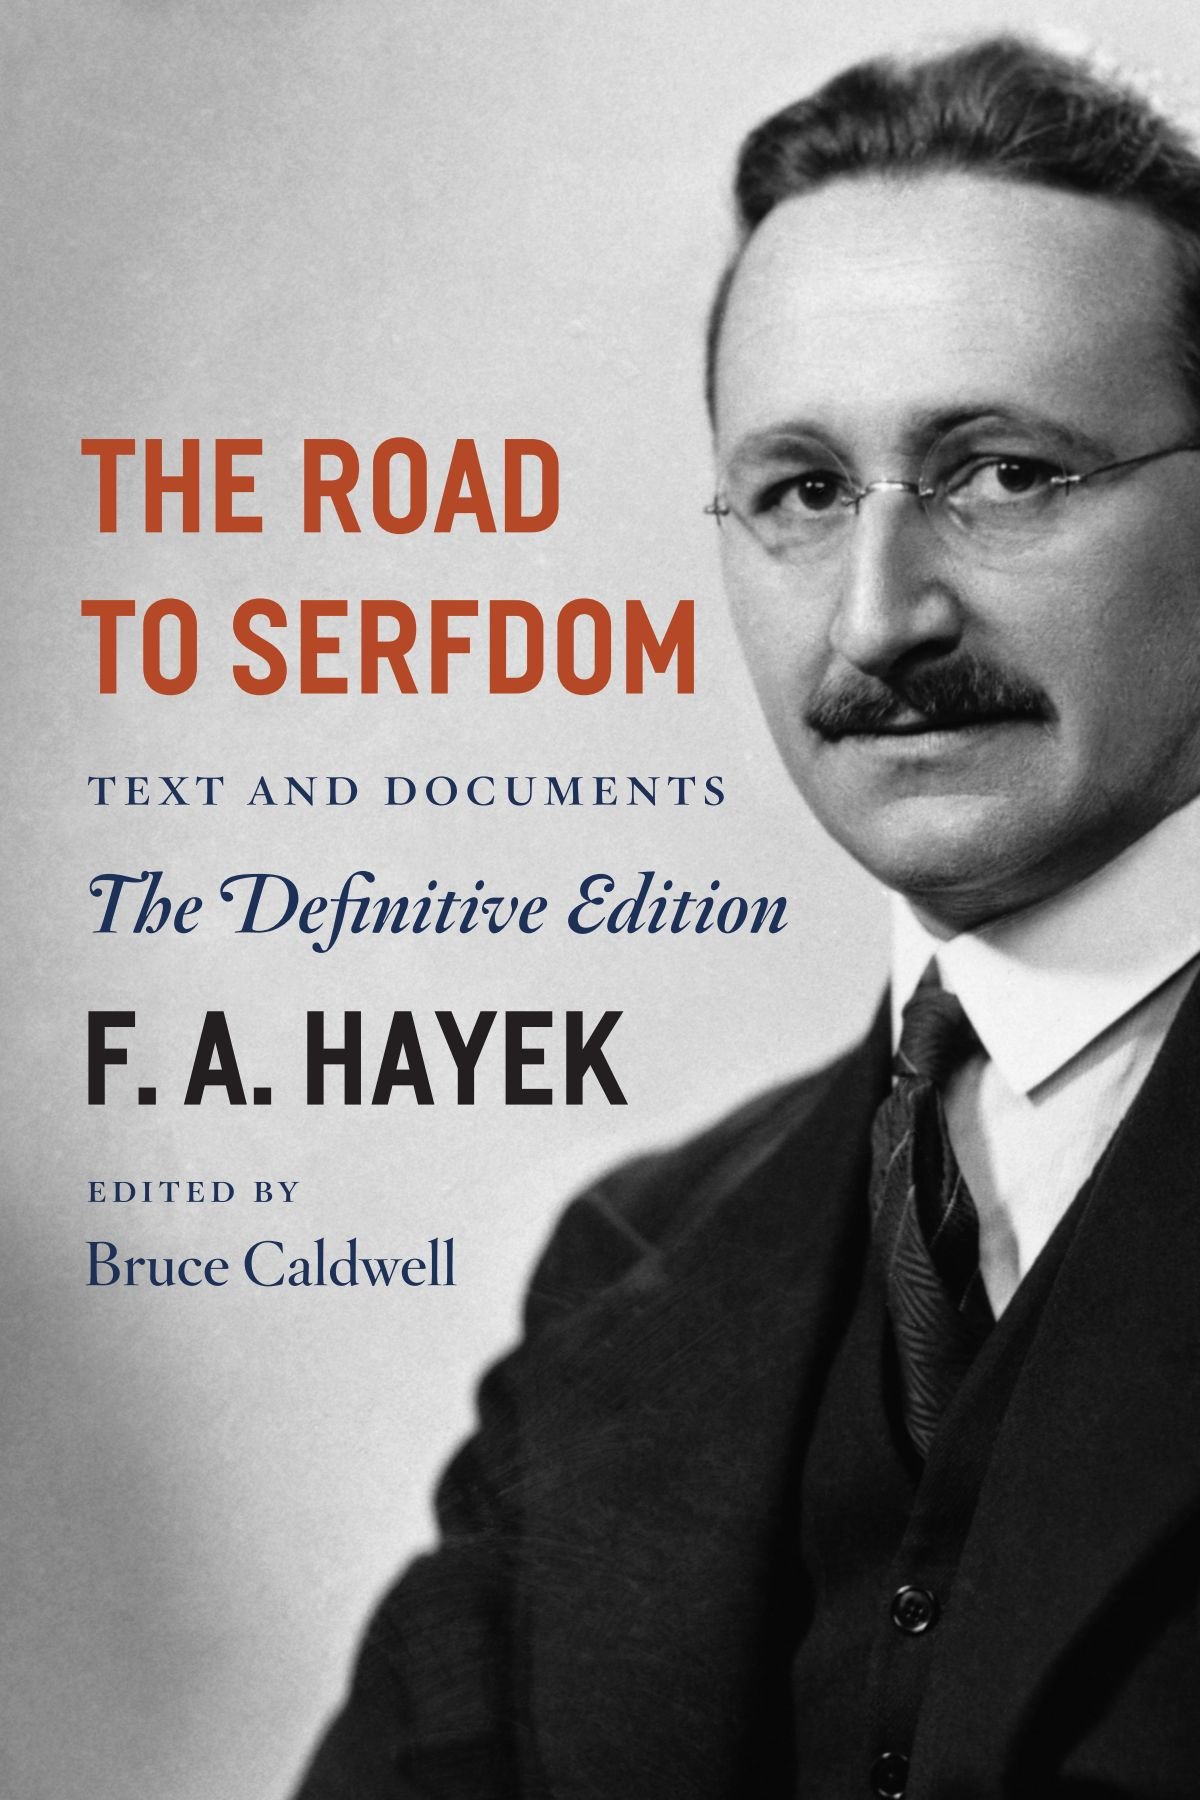 THE ROAD
TO SERFDOM
TEXT AND DOCUMENTS
The Definitive Edition
F. A. HAYEK
EDITED BY
Bruce Caldwell